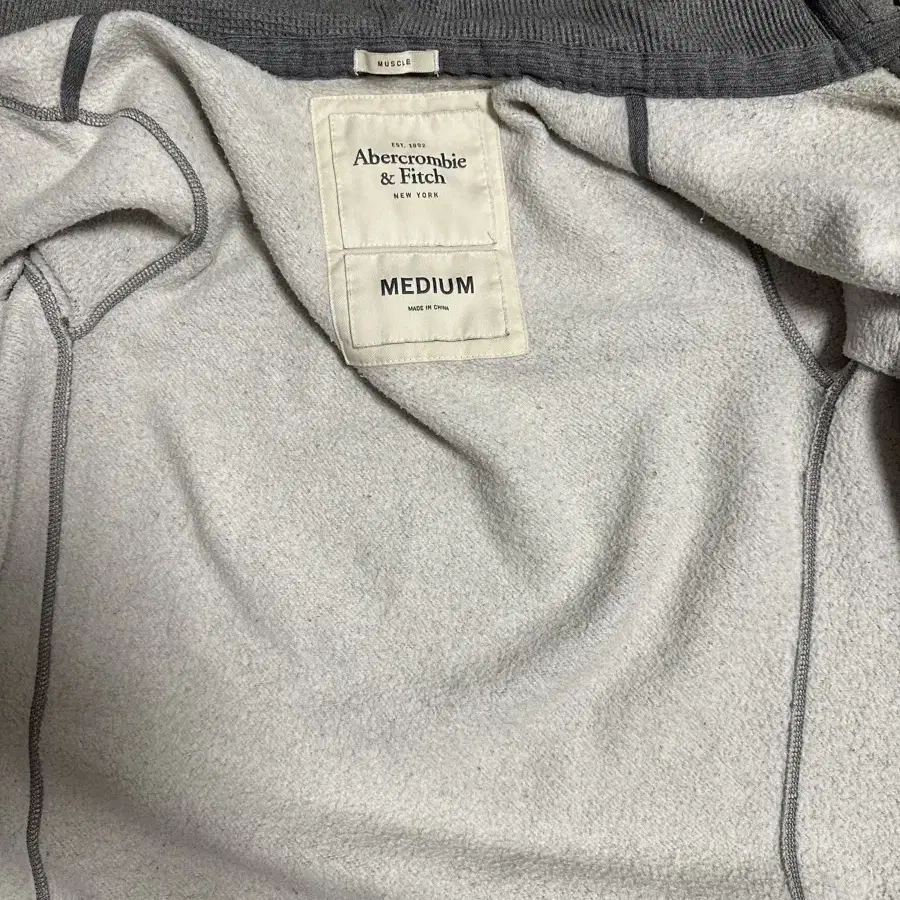 MUSCLE
EST. 1892
Abercrombie
& Fitch
NEW YORK
MEDIUM
MADE IN CHINA